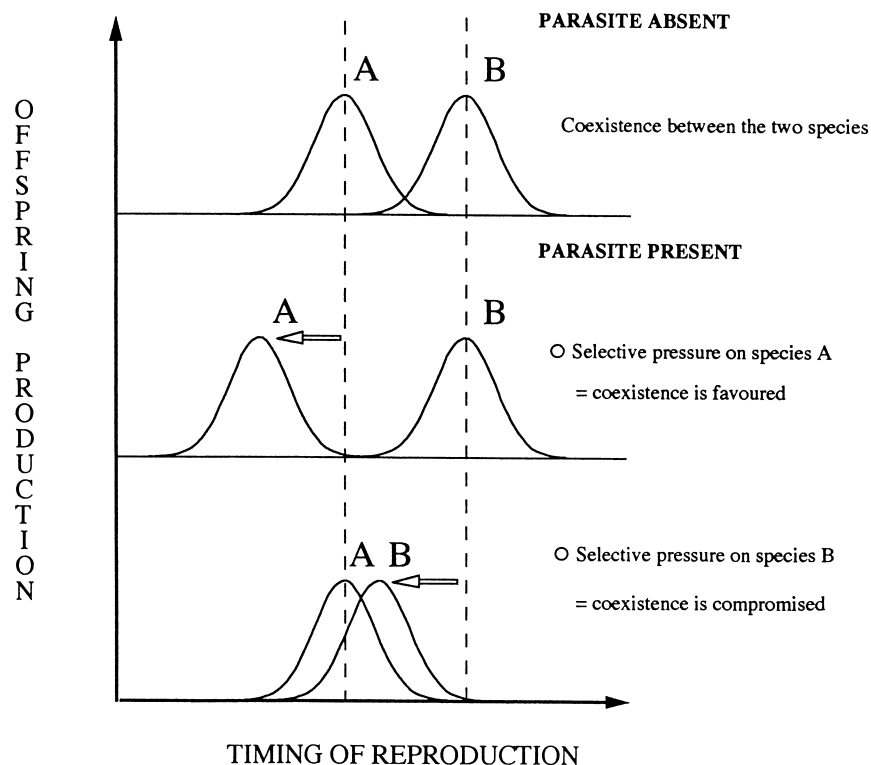 PARASITE ABSENT
A
B
Coexistence between the two species
PARASITE PRESENT
A
B
O Selective pressure on species A
= coexistence is favoured
A B
O Selective pressure on species B
= coexistence is compromised
OFFSPRING PRODUCTION
TIMING OF REPRODUCTION